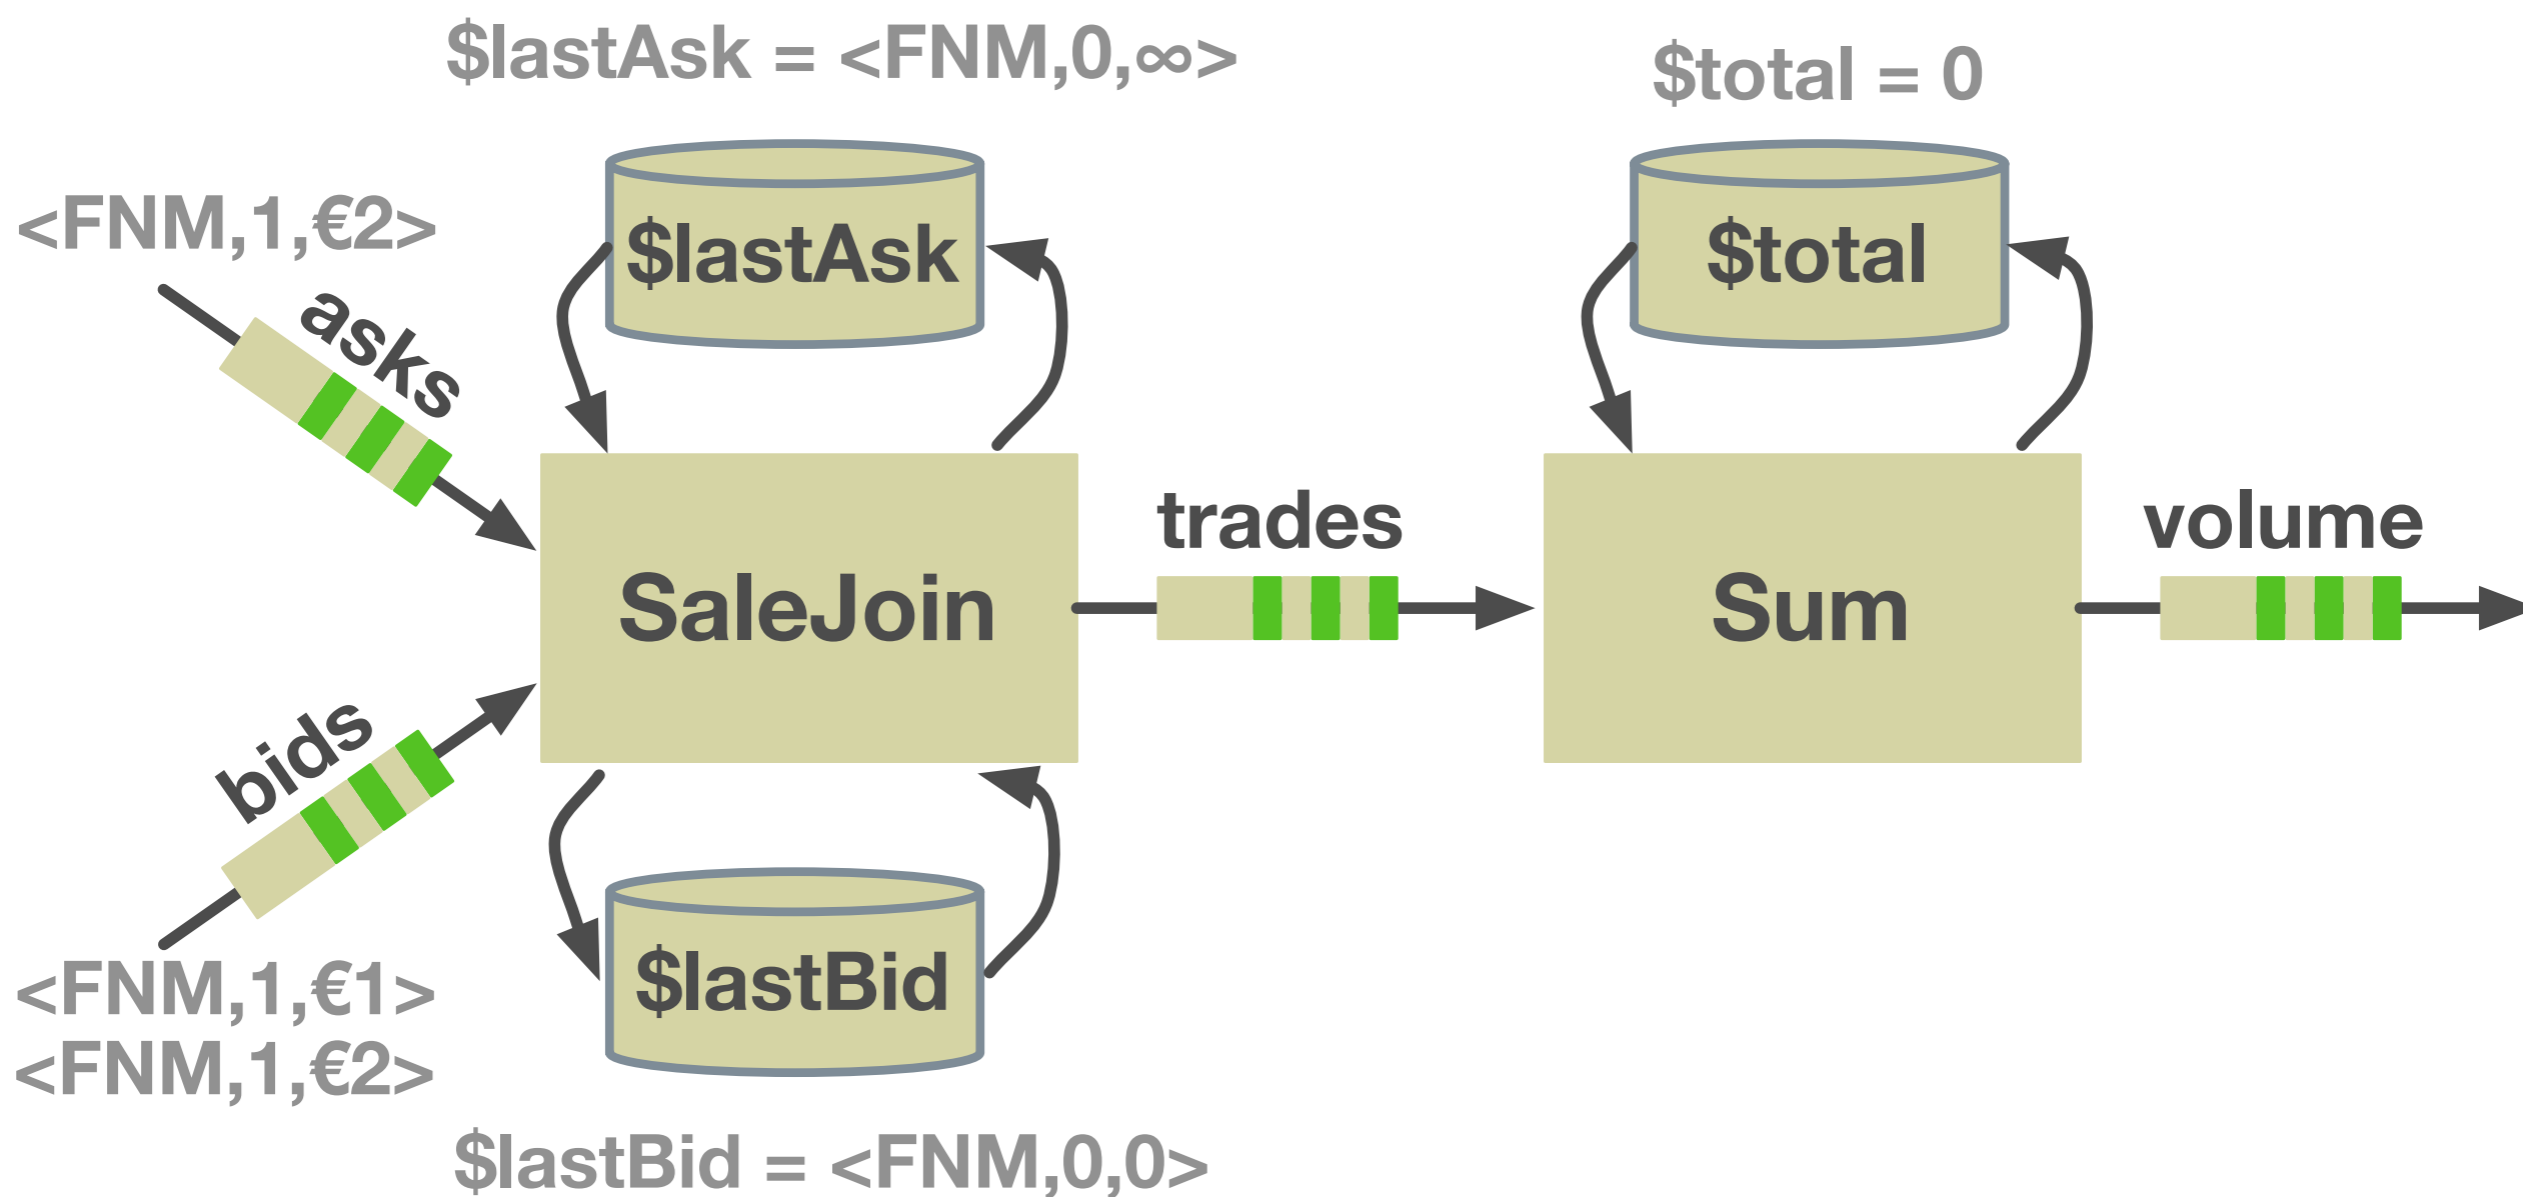 $lastAsk = <FNM,0,∞>
$total = 0
<FNM,1,€2>
asks
$lastAsk
$total
trades
volume
SaleJoin
Sum
bids
<FNM,1,€1>
<FNM,1,€2>
$lastBid
$lastBid = <FNM,0,0>